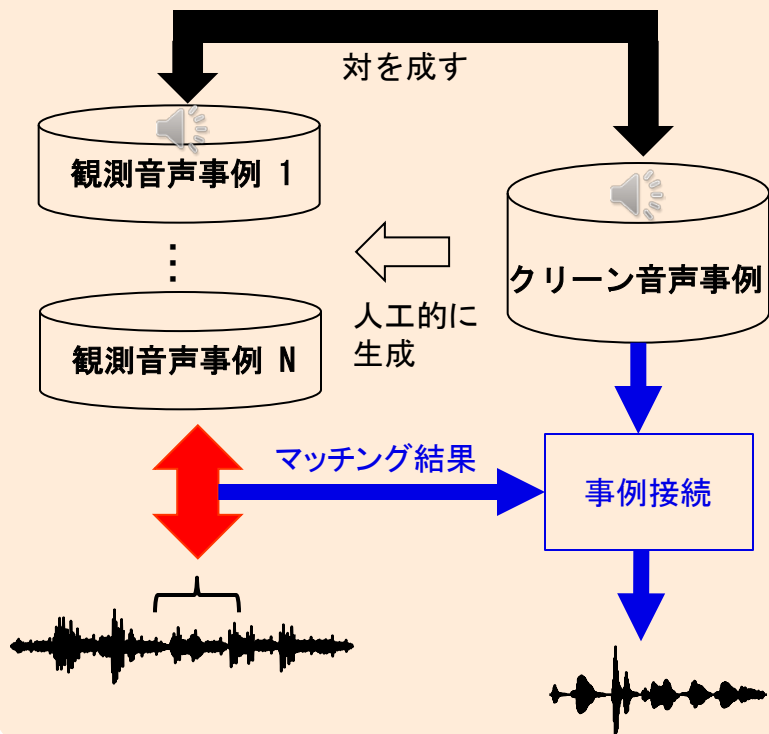 対を成す
観測音声事例 1
⋮
観測音声事例 N
クリーン音声事例
人工的に
生成
マッチング結果
事例接続